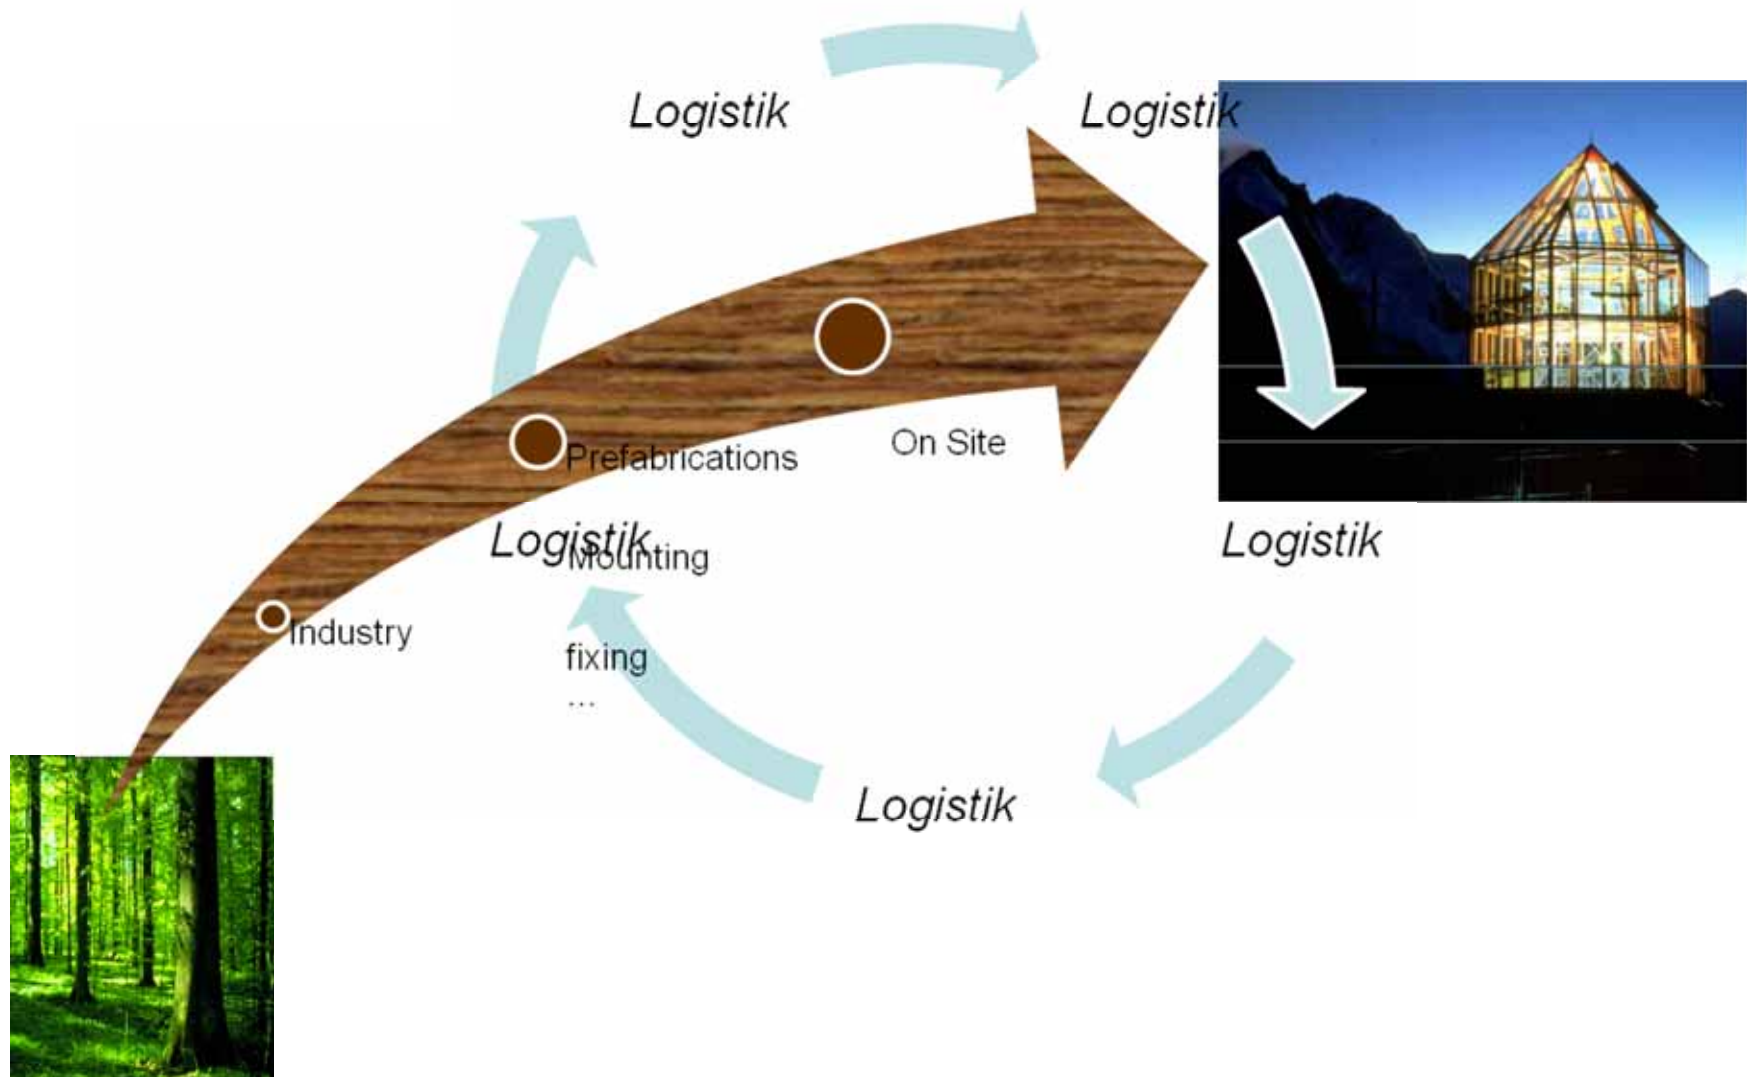 Logistik
Logistik
On Site
Prefabrications
Logistik
Mounting
Logistik
Industry
fixing
...
Logistik